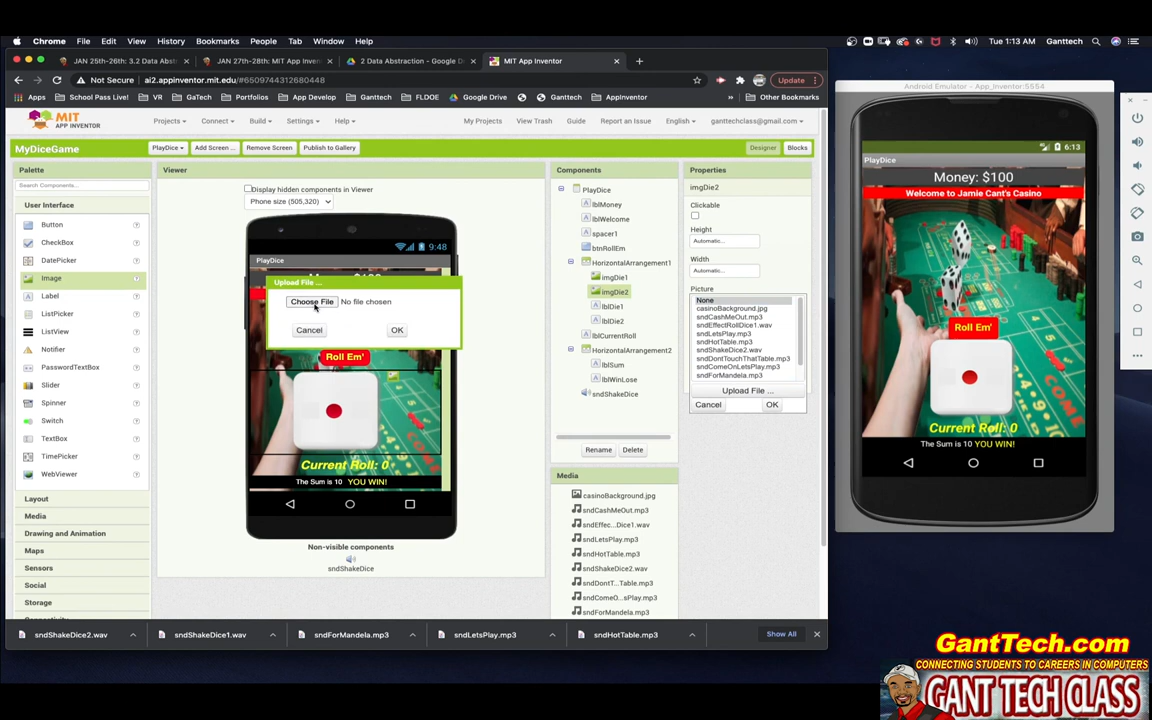 Chrome File Edit View History Bookmarks People Tab Window Help
Tue 1:13 AM Ganttech
JAN 25th-26th: 3.2 Data Abstr
JAN 27th-28th: MIT App Inven
2 Data Abstraction - Google Dr
MIT App Inventor
Not Secure ai2.appinventor.mit.edu/#6509744312680448
Update
Apps School Pass Live! VR GaTech Portfolios App Develop Ganttech FLDOE Google Drive Ganttech AppInventor Other Bookmarks
MIT
APP INVENTOR
Projects Connect Build Settings Help
My Projects View Trash Guide Report an Issue English ganttechclass@gmail.com
MyDiceGame
PlayDice Add Screen ... Remove Screen Publish to Gallery
Designer Blocks
Palette
Search Components...
User Interface
Button
CheckBox
DatePicker
Image
Label
ListPicker
ListView
Notifier
PasswordTextBox
Slider
Spinner
Switch
TextBox
TimePicker
WebViewer
Layout
Media
Drawing and Animation
Maps
Sensors
Social
Storage
Viewer
Display hidden components in Viewer
Phone size (505,320)
9:48
PlayDice
Upload File ...
Choose File No file chosen
Cancel OK
Roll Em'
Current Roll: 0
The Sum is 10 YOU WIN!
Non-visible components
sndShakeDice
Components
PlayDice
lblMoney
lblWelcome
spacer1
btnRollEm
HorizontalArrangement1
imgDie1
imgDie2
lblDie1
lblDie2
lblCurrentRoll
HorizontalArrangement2
lblSum
lblWinLose
sndShakeDice
Rename Delete
Media
casinoBackground.jpg
sndCashMeOut.mp3
sndEffec...Dice1.wav
sndLetsPlay.mp3
sndHotTable.mp3
sndShakeDice2.wav
sndDontT...Table.mp3
sndComeO...sPlay.mp3
sndForMandela.mp3
Properties
imgDie2
Clickable
Height
Automatic...
Width
Automatic...
Picture
None
casinoBackground.jpg
sndCashMeOut.mp3
sndEffectRollDice1.wav
sndLetsPlay.mp3
sndHotTable.mp3
sndShakeDice2.wav
sndDontTouchThatTable.mp3
sndComeOnLetsPlay.mp3
sndForMandela.mp3
Upload File ...
Cancel OK
sndShakeDice2.wav
sndShakeDice1.wav
sndForMandela.mp3
sndLetsPlay.mp3
sndHotTable.mp3
Show All
Android Emulator - App_Inventor:5554
6:13
PlayDice
Money: $100
Welcome to Jamie Cant's Casino
Roll Em'
Current Roll: 0
The Sum is 10 YOU WIN!
GantTech.com
CONNECTING STUDENTS TO CAREERS IN COMPUTERS
GANT TECH CLASS